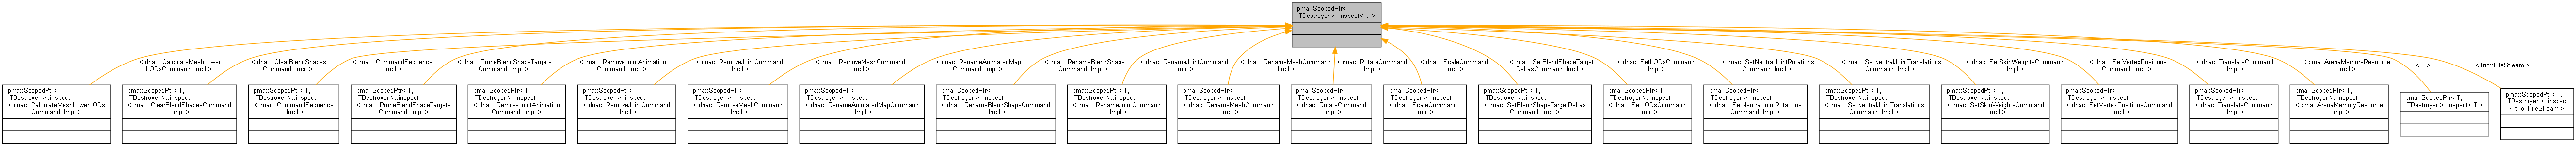 pma::ScopedPtr< T,
TDestroyer >::inspect< U >
< dnac::CalculateMeshLower
LODsCommand::Impl >
< dnac::ClearBlendShapes
Command::Impl >
< dnac::CommandSequence
::Impl >
< dnac::PruneBlendShapeTargets
Command::Impl >
< dnac::RemoveJointAnimation
Command::Impl >
< dnac::RemoveJointCommand
::Impl >
< dnac::RemoveMeshCommand
::Impl >
< dnac::RenameAnimatedMap
Command::Impl >
< dnac::RenameBlendShape
Command::Impl >
< dnac::RenameJointCommand
::Impl >
< dnac::RenameMeshCommand
::Impl >
< dnac::RotateCommand
::Impl >
< dnac::ScaleCommand
::Impl >
< dnac::SetBlendShapeTarget
DeltasCommand::Impl >
< dnac::SetLODsCommand
::Impl >
< dnac::SetNeutralJointRotations
Command::Impl >
< dnac::SetNeutralJointTranslations
Command::Impl >
< dnac::SetSkinWeightsCommand
::Impl >
< dnac::SetVertexPositions
Command::Impl >
< dnac::TranslateCommand
::Impl >
< pma::ArenaMemoryResource
::Impl >
< T >
< trio::FileStream >
pma::ScopedPtr< T,
TDestroyer >::inspect
< dnac::CalculateMeshLowerLODs
Command::Impl >
pma::ScopedPtr< T,
TDestroyer >::inspect
< dnac::ClearBlendShapesCommand
::Impl >
pma::ScopedPtr< T,
TDestroyer >::inspect
< dnac::CommandSequence
::Impl >
pma::ScopedPtr< T,
TDestroyer >::inspect
< dnac::PruneBlendShapeTargets
Command::Impl >
pma::ScopedPtr< T,
TDestroyer >::inspect
< dnac::RemoveJointAnimation
Command::Impl >
pma::ScopedPtr< T,
TDestroyer >::inspect
< dnac::RemoveJointCommand
::Impl >
pma::ScopedPtr< T,
TDestroyer >::inspect
< dnac::RemoveMeshCommand
::Impl >
pma::ScopedPtr< T,
TDestroyer >::inspect
< dnac::RenameAnimatedMapCommand
::Impl >
pma::ScopedPtr< T,
TDestroyer >::inspect
< dnac::RenameBlendShapeCommand
::Impl >
pma::ScopedPtr< T,
TDestroyer >::inspect
< dnac::RenameJointCommand
::Impl >
pma::ScopedPtr< T,
TDestroyer >::inspect
< dnac::RenameMeshCommand
::Impl >
pma::ScopedPtr< T,
TDestroyer >::inspect
< dnac::RotateCommand
::Impl >
pma::ScopedPtr< T,
TDestroyer >::inspect
< dnac::ScaleCommand::
Impl >
pma::ScopedPtr< T,
TDestroyer >::inspect
< dnac::SetBlendShapeTargetDeltas
Command::Impl >
pma::ScopedPtr< T,
TDestroyer >::inspect
< dnac::SetLODsCommand
::Impl >
pma::ScopedPtr< T,
TDestroyer >::inspect
< dnac::SetNeutralJointRotations
Command::Impl >
pma::ScopedPtr< T,
TDestroyer >::inspect
< dnac::SetNeutralJointTranslations
Command::Impl >
pma::ScopedPtr< T,
TDestroyer >::inspect
< dnac::SetSkinWeightsCommand
::Impl >
pma::ScopedPtr< T,
TDestroyer >::inspect
< dnac::SetVertexPositionsCommand
::Impl >
pma::ScopedPtr< T,
TDestroyer >::inspect
< dnac::TranslateCommand
::Impl >
pma::ScopedPtr< T,
TDestroyer >::inspect
< pma::ArenaMemoryResource
::Impl >
pma::ScopedPtr< T,
TDestroyer >::inspect< T >
pma::ScopedPtr< T,
TDestroyer >::inspect
< trio::FileStream >